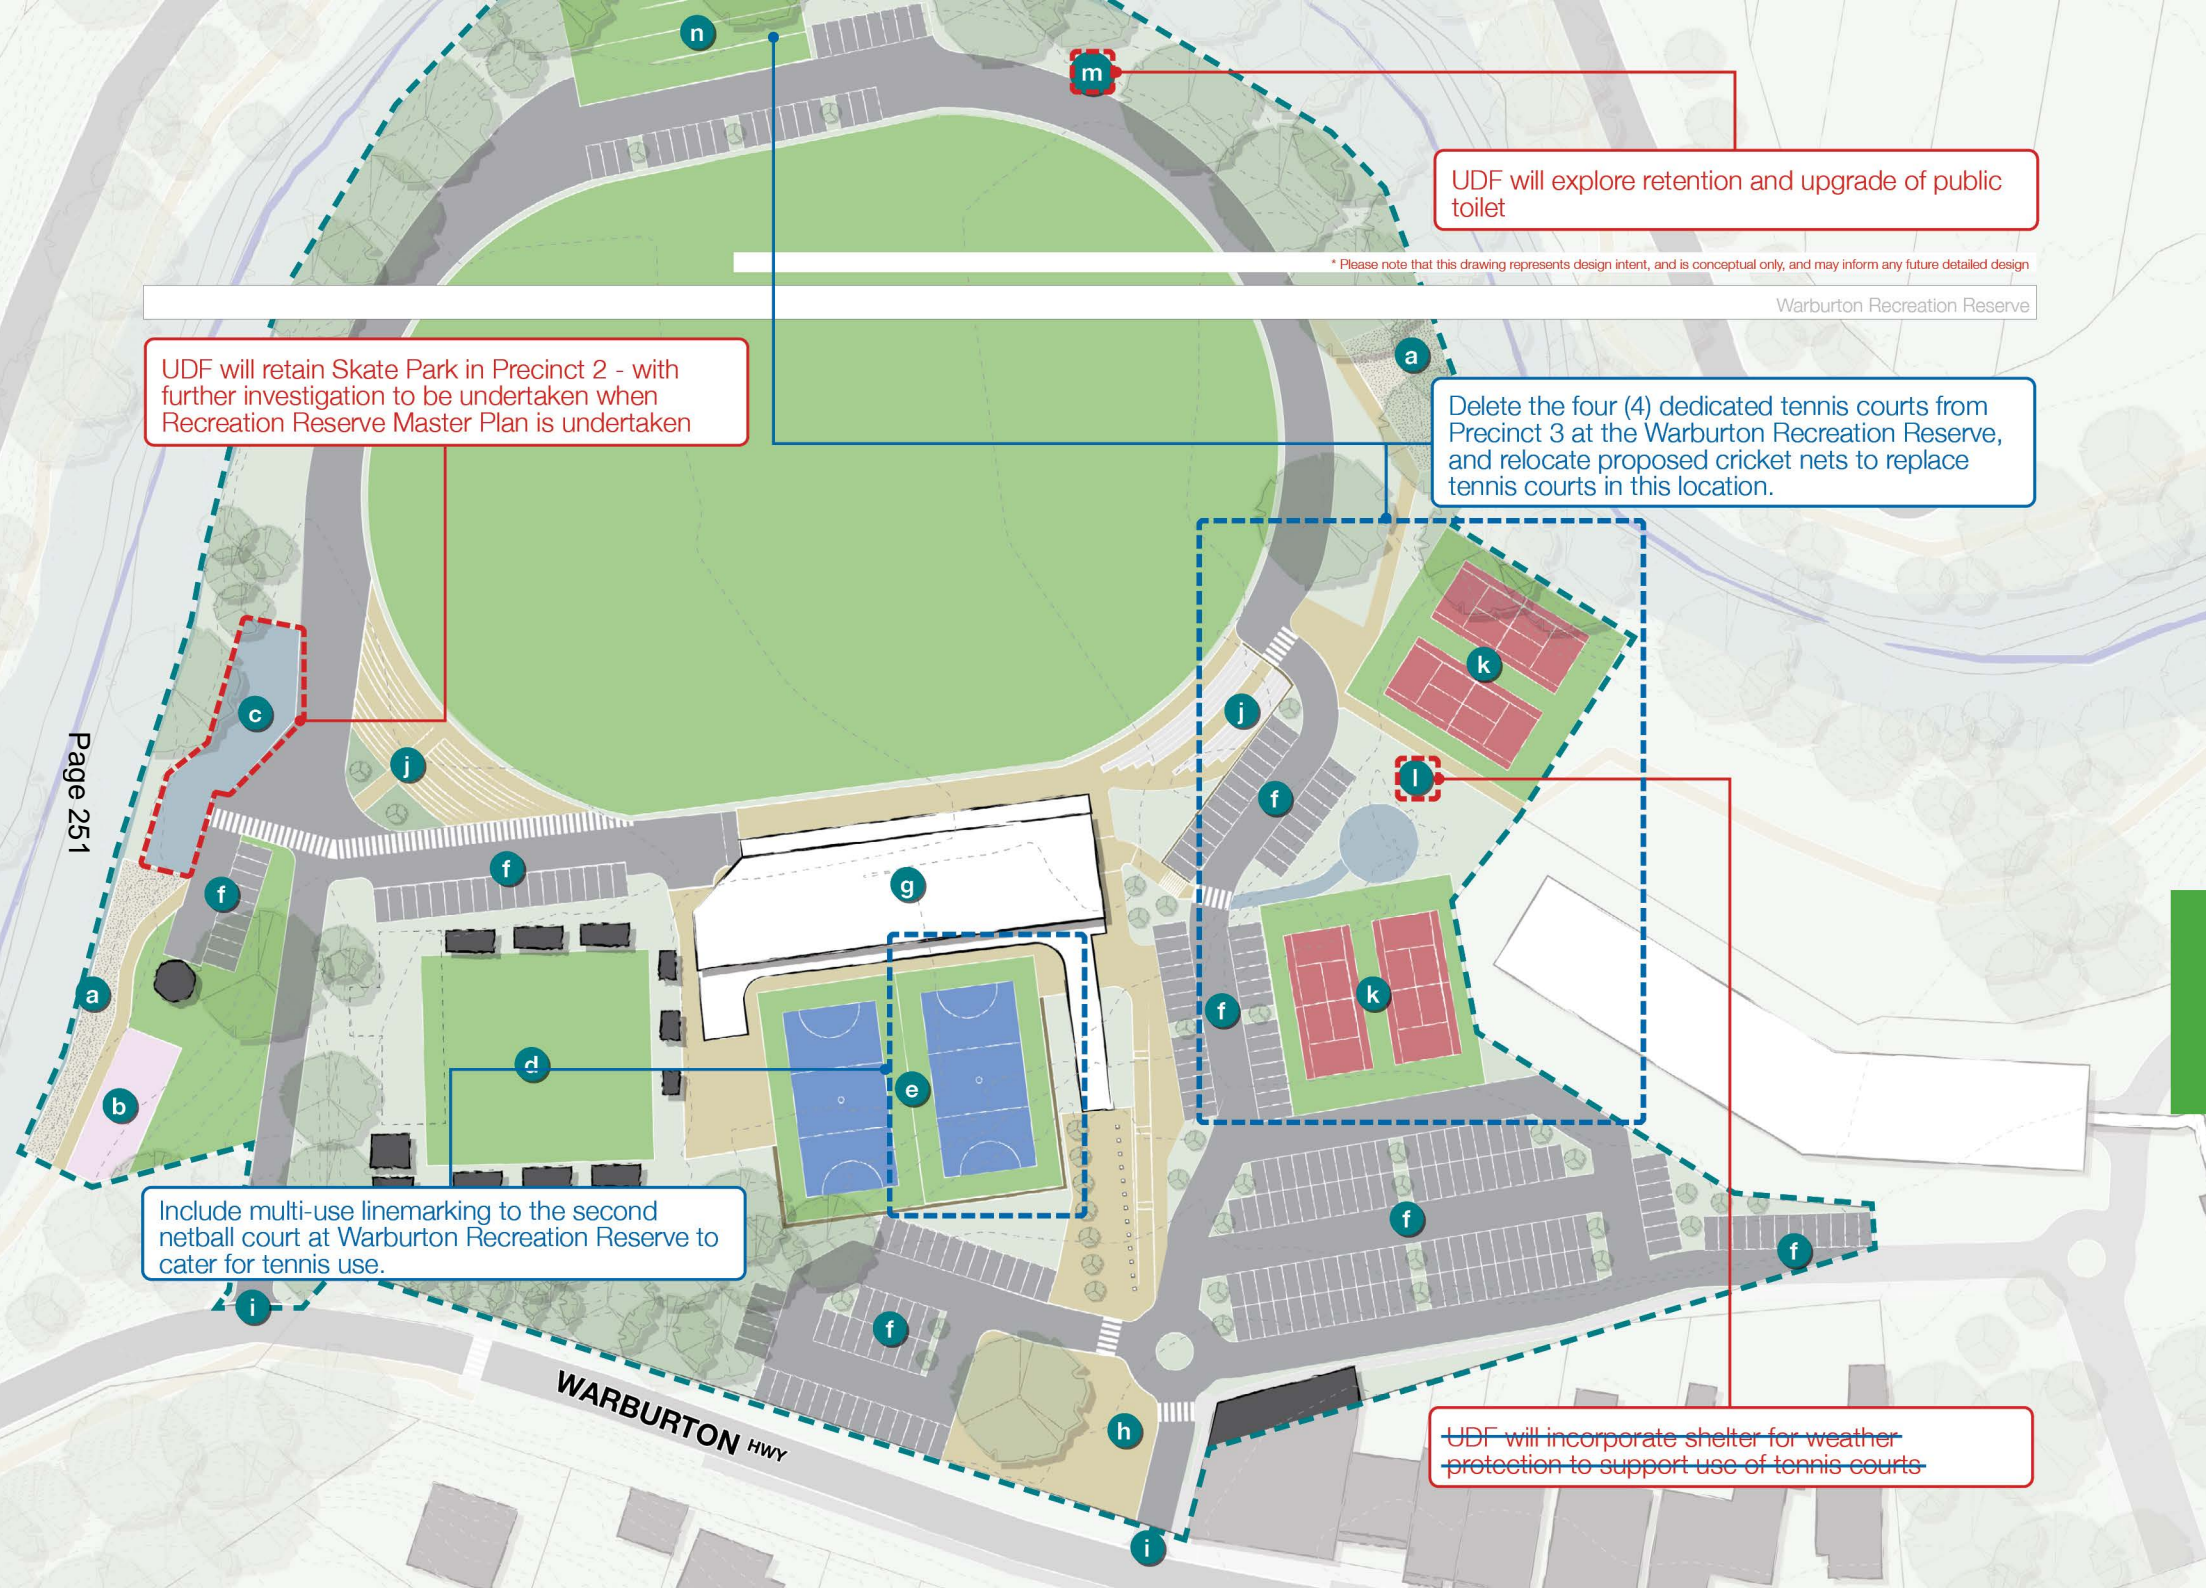 n
m
UDF will explore retention and upgrade of public
toilet
* Please note that this drawing represents design intent, and is conceptual only, and may inform any future detailed design
Warburton Recreation Reserve
a
UDF will retain Skate Park in Precinct 2 - with
further investigation to be undertaken when
Recreation Reserve Master Plan is undertaken
Delete the four (4) dedicated tennis courts from
Precinct 3 at the Warburton Recreation Reserve,
and relocate proposed cricket nets to replace
tennis courts in this location.
k
c
j
j
l
f
Page 251
f
f
g
a
k
f
d
e
b
Include multi-use linemarking to the second
netball court at Warburton Recreation Reserve to
cater for tennis use.
f
f
i
f
WARBURTON HWY
h
UDF will incorporate shelter for weather
protection to support use of tennis courts
i